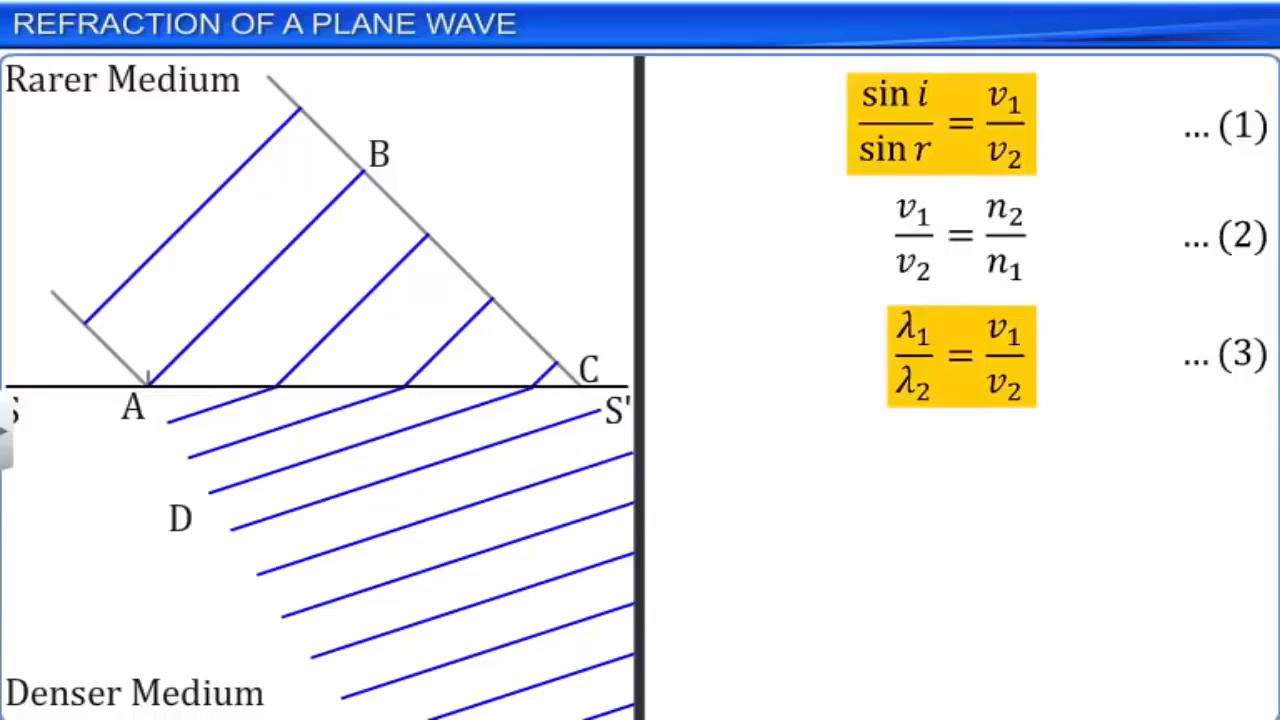 REFRACTION OF A PLANE WAVE
Rarer Medium
B
C
A
S'
D
Denser Medium
sin i / sin r = v₁ / v₂ ... (1)
v₁ / v₂ = n₂ / n₁ ... (2)
λ₁ / λ₂ = v₁ / v₂ ... (3)